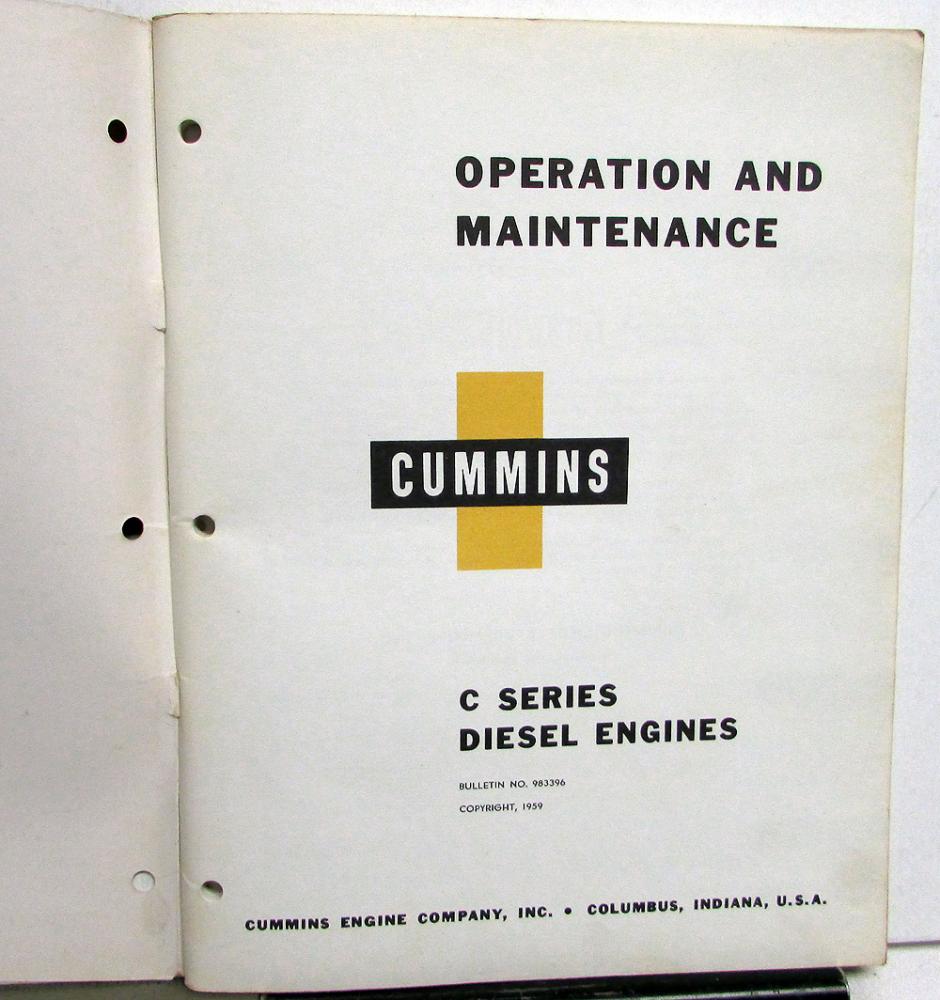 OPERATION AND
MAINTENANCE
CUMMINS
C SERIES
DIESEL ENGINES
BULLETIN NO. 983396
COPYRIGHT, 1959
CUMMINS ENGINE COMPANY, INC. • COLUMBUS, INDIANA, U.S.A.